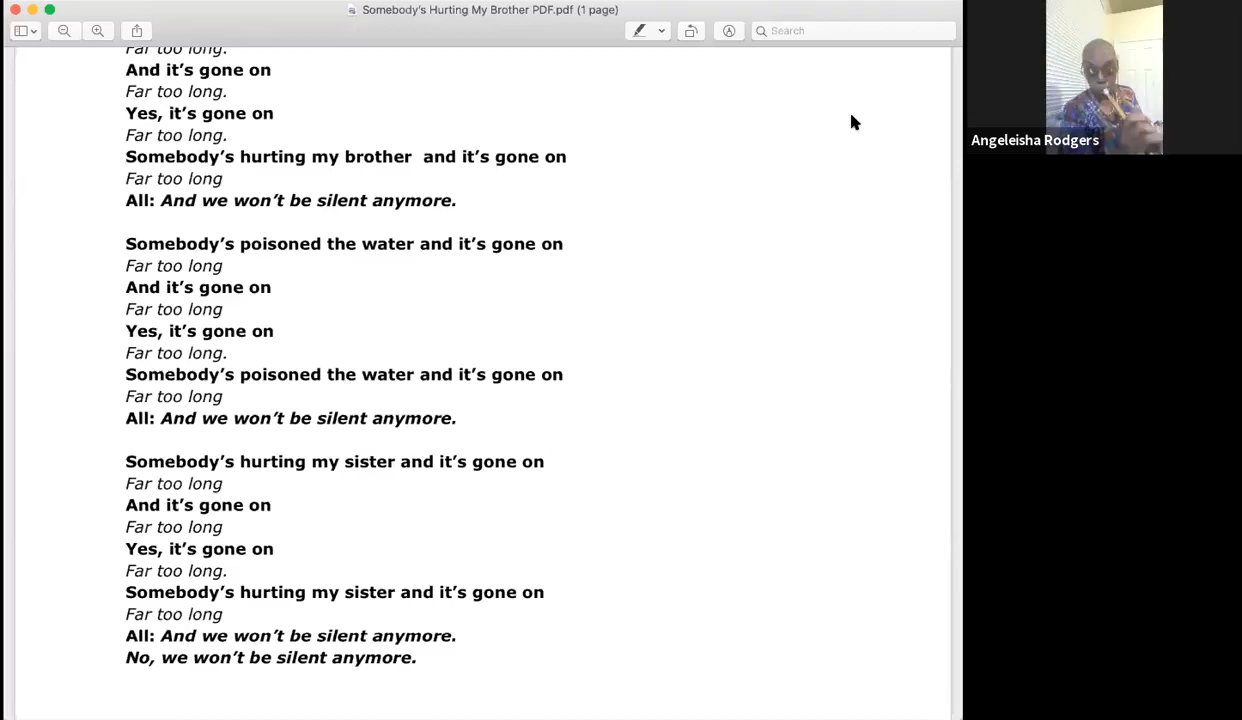 Somebody's Hurting My Brother PDF.pdf (1 page)
Search
Far too long.
And it's gone on
Far too long.
Yes, it's gone on
Far too long.
Somebody's hurting my brother  and it's gone on
Far too long
All: And we won't be silent anymore.
Somebody's poisoned the water and it's gone on
Far too long
And it's gone on
Far too long
Yes, it's gone on
Far too long.
Somebody's poisoned the water and it's gone on
Far too long
All: And we won't be silent anymore.
Somebody's hurting my sister and it's gone on
Far too long
And it's gone on
Far too long
Yes, it's gone on
Far too long.
Somebody's hurting my sister and it's gone on
Far too long
All: And we won't be silent anymore.
No, we won't be silent anymore.
Angeleisha Rodgers